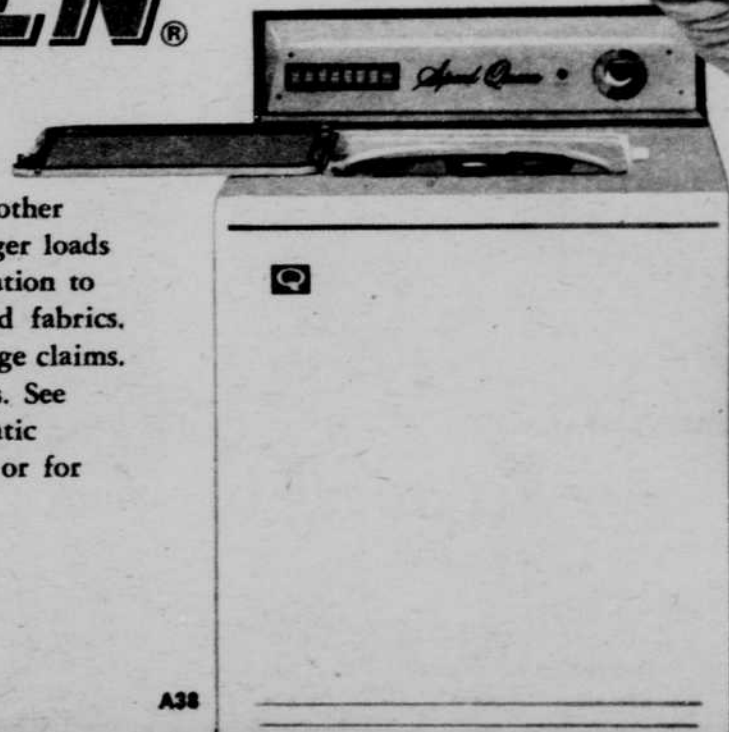 EN®
Speed Queen
other
ger loads
ation to
d fabrics.
ge claims.
s. See
atic
or for
Q
A38